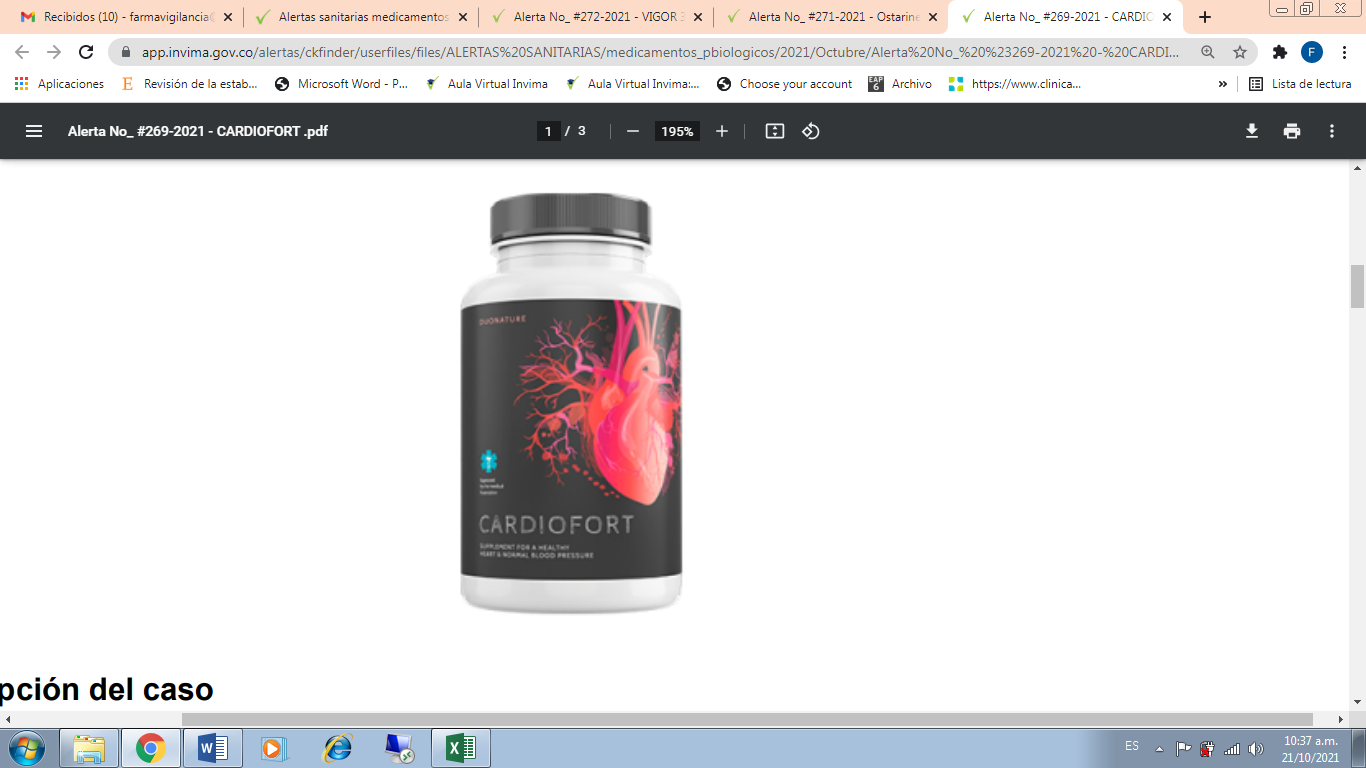 Recibidos (10) - farmavigilancia@
Alertas sanitarias medicamentos
Alerta No_ #272-2021 - VIGOR 3
Alerta No_ #271-2021 - Ostarine
Alerta No_ #269-2021 - CARDIO
app.invima.gov.co/alertas/ckfinder/userfiles/files/ALERTAS%20SANITARIAS/medicamentos_pbiologicos/2021/Octubre/Alerta%20No_%20%23269-2021%20-%20CARDI...
F
Aplicaciones
Revisión de la estab...
Microsoft Word - P...
Aula Virtual Invima
Aula Virtual Invima:...
Choose your account
EAP 6
Archivo
https://www.clinica...
»
Lista de lectura
Alerta No_ #269-2021 - CARDIOFORT .pdf
1 / 3
195%
DUONATURE
CARDIOFORT
SUPPLEMENT FOR A HEALTHY
HEART & NORMAL BLOOD PRESSURE
pción del caso
ES
10:37 a.m.
21/10/2021